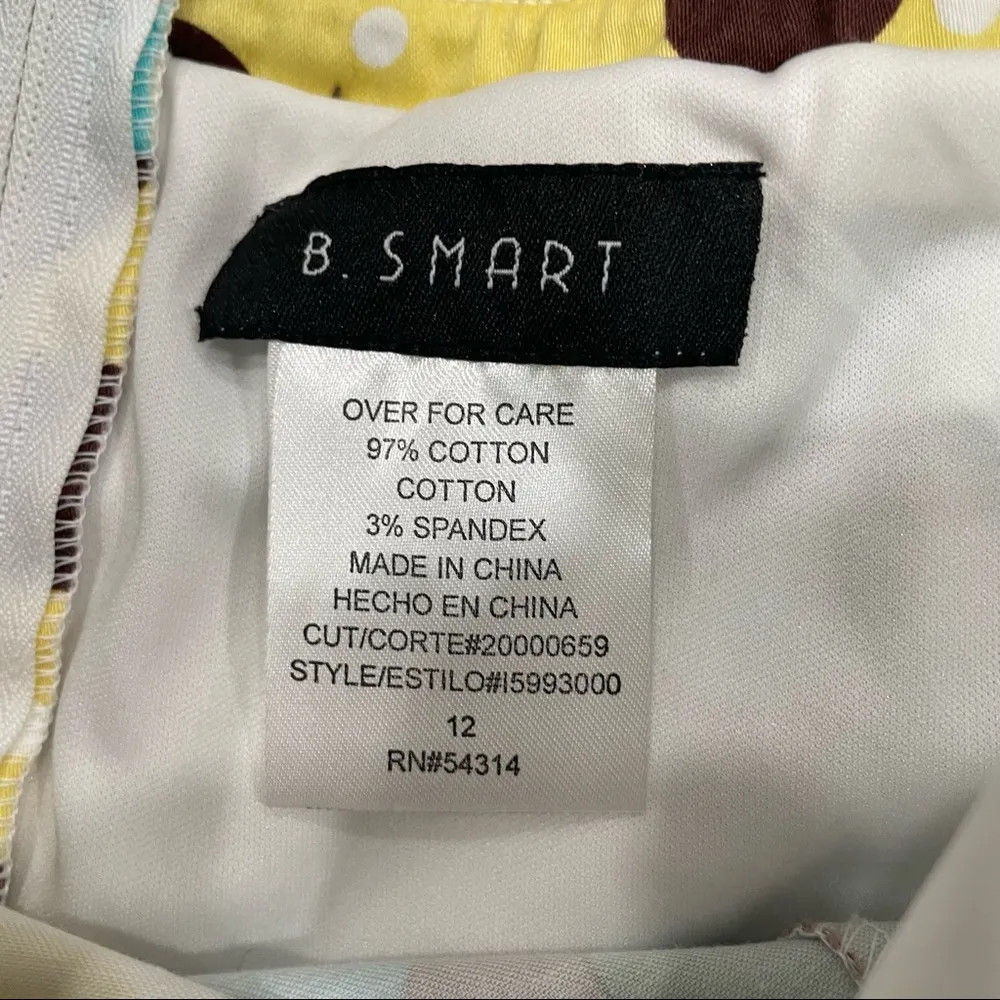 B. SMART
OVER FOR CARE
97% COTTON
COTTON
3% SPANDEX
MADE IN CHINA
HECHO EN CHINA
CUT/CORTE#20000659
STYLE/ESTILO#I5993000
12
RN#54314